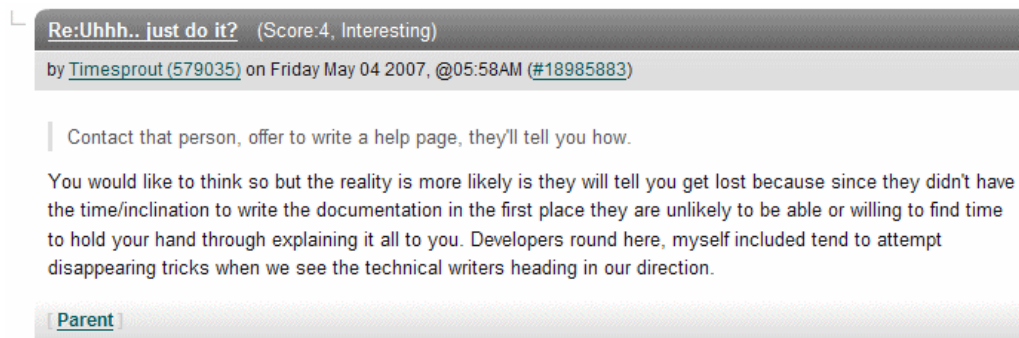 Re:Uhhh.. just do it? (Score:4, Interesting)
by Timesprout (579035) on Friday May 04 2007, @05:58AM (#18985883)
Contact that person, offer to write a help page, they'll tell you how.
You would like to think so but the reality is more likely is they will tell you get lost because since they didn't have
the time/inclination to write the documentation in the first place they are unlikely to be able or willing to find time
to hold your hand through explaining it all to you. Developers round here, myself included tend to attempt
disappearing tricks when we see the technical writers heading in our direction.
[ Parent ]